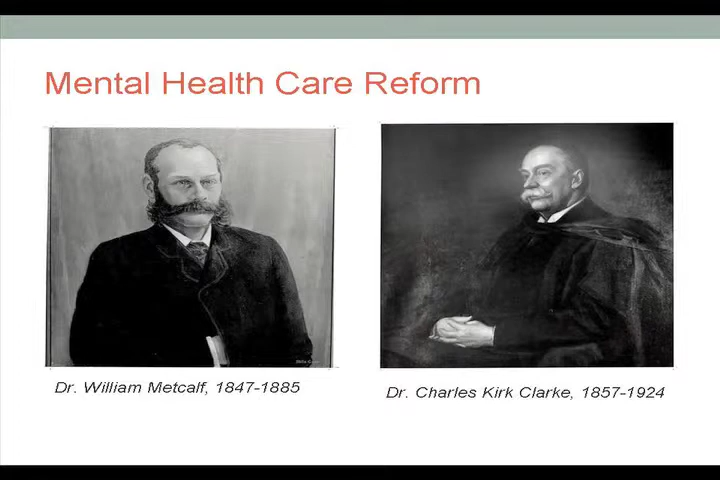 Mental Health Care Reform
Dr. William Metcalf, 1847-1885
Dr. Charles Kirk Clarke, 1857-1924